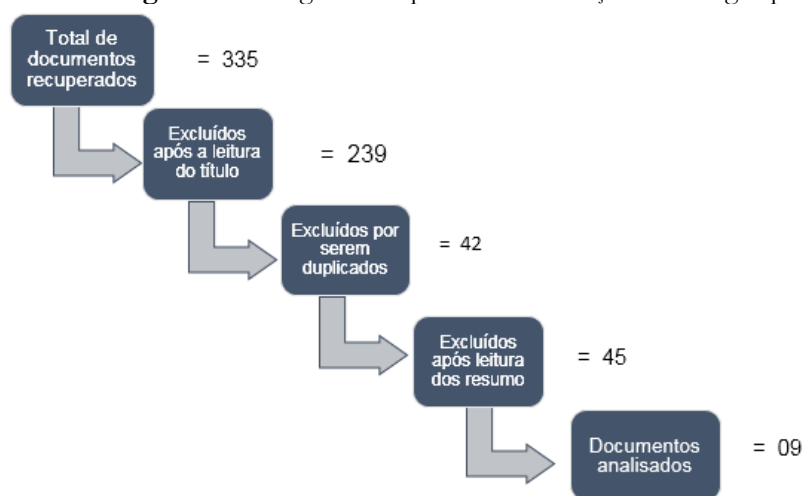 Total de
documentos
recuperados
= 335
Excluídos
após a leitura
do título
= 239
Excluídos por
serem
duplicados
= 42
Excluídos
após leitura
dos resumo
= 45
Documentos
analisados
= 09